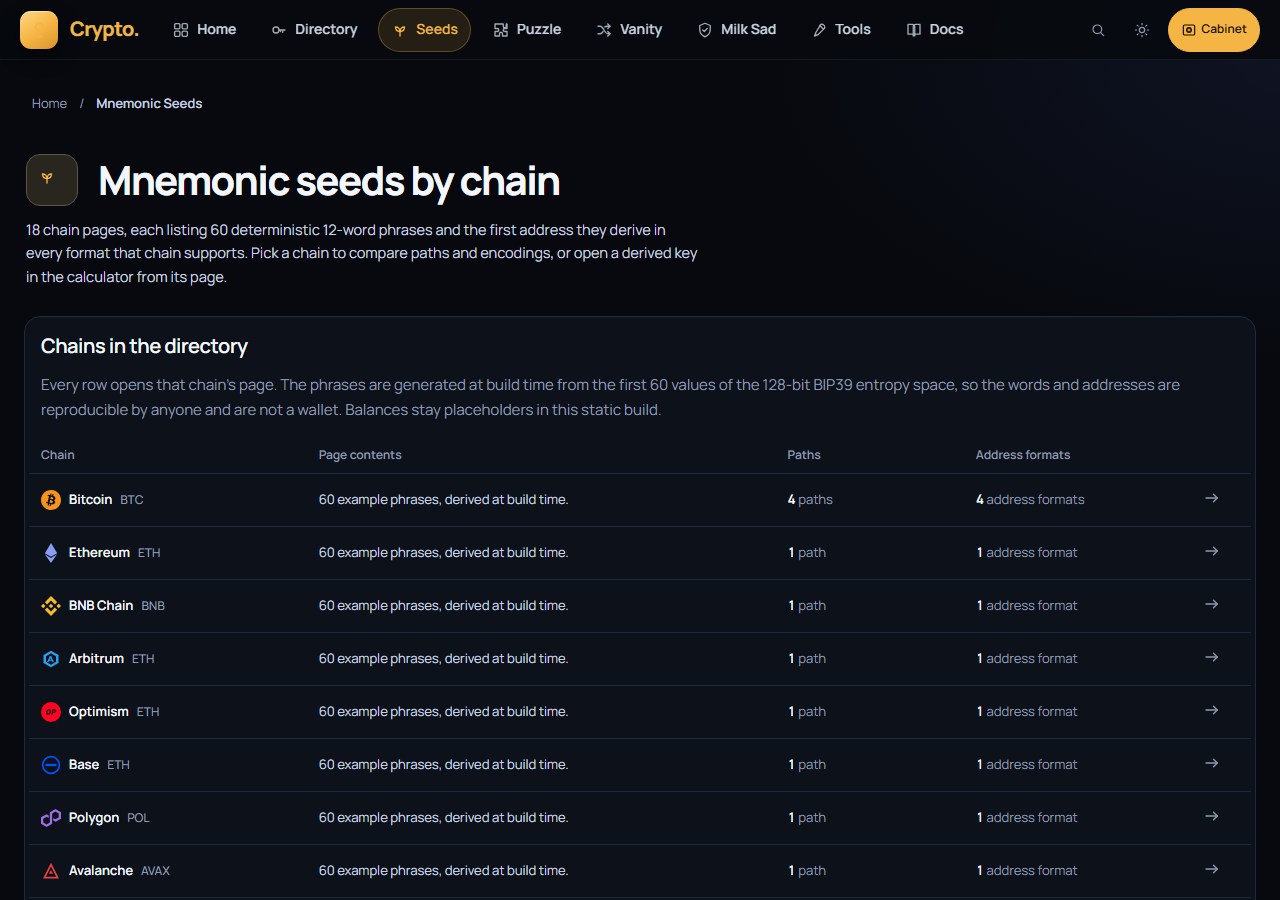 Crypto. Home Directory Seeds Puzzle Vanity Milk Sad Tools Docs Cabinet
Home / Mnemonic Seeds
Mnemonic seeds by chain
18 chain pages, each listing 60 deterministic 12-word phrases and the first address they derive in
every format that chain supports. Pick a chain to compare paths and encodings, or open a derived key
in the calculator from its page.
Chains in the directory
Every row opens that chain's page. The phrases are generated at build time from the first 60 values of the 128-bit BIP39 entropy space, so the words and addresses are
reproducible by anyone and are not a wallet. Balances stay placeholders in this static build.
Chain Page contents Paths Address formats
Bitcoin BTC 60 example phrases, derived at build time. 4 paths 4 address formats →
Ethereum ETH 60 example phrases, derived at build time. 1 path 1 address format →
BNB Chain BNB 60 example phrases, derived at build time. 1 path 1 address format →
Arbitrum ETH 60 example phrases, derived at build time. 1 path 1 address format →
OP Optimism ETH 60 example phrases, derived at build time. 1 path 1 address format →
Base ETH 60 example phrases, derived at build time. 1 path 1 address format →
Polygon POL 60 example phrases, derived at build time. 1 path 1 address format →
Avalanche AVAX 60 example phrases, derived at build time. 1 path 1 address format →